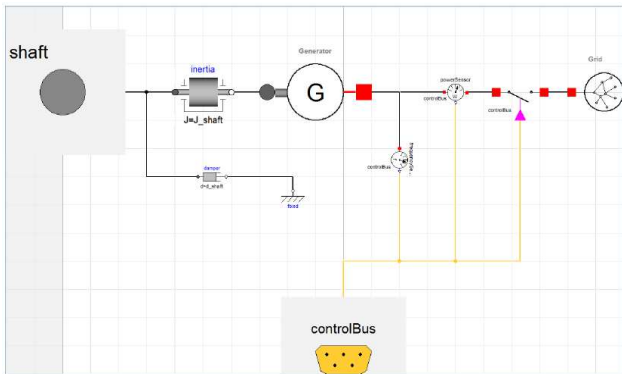 shaft
inertia
J=J_shaft
Generator
G
powerSensor
controlBus
controlBus
Grid
controlBus
damper
d=d_shaft
fixed
controlBus